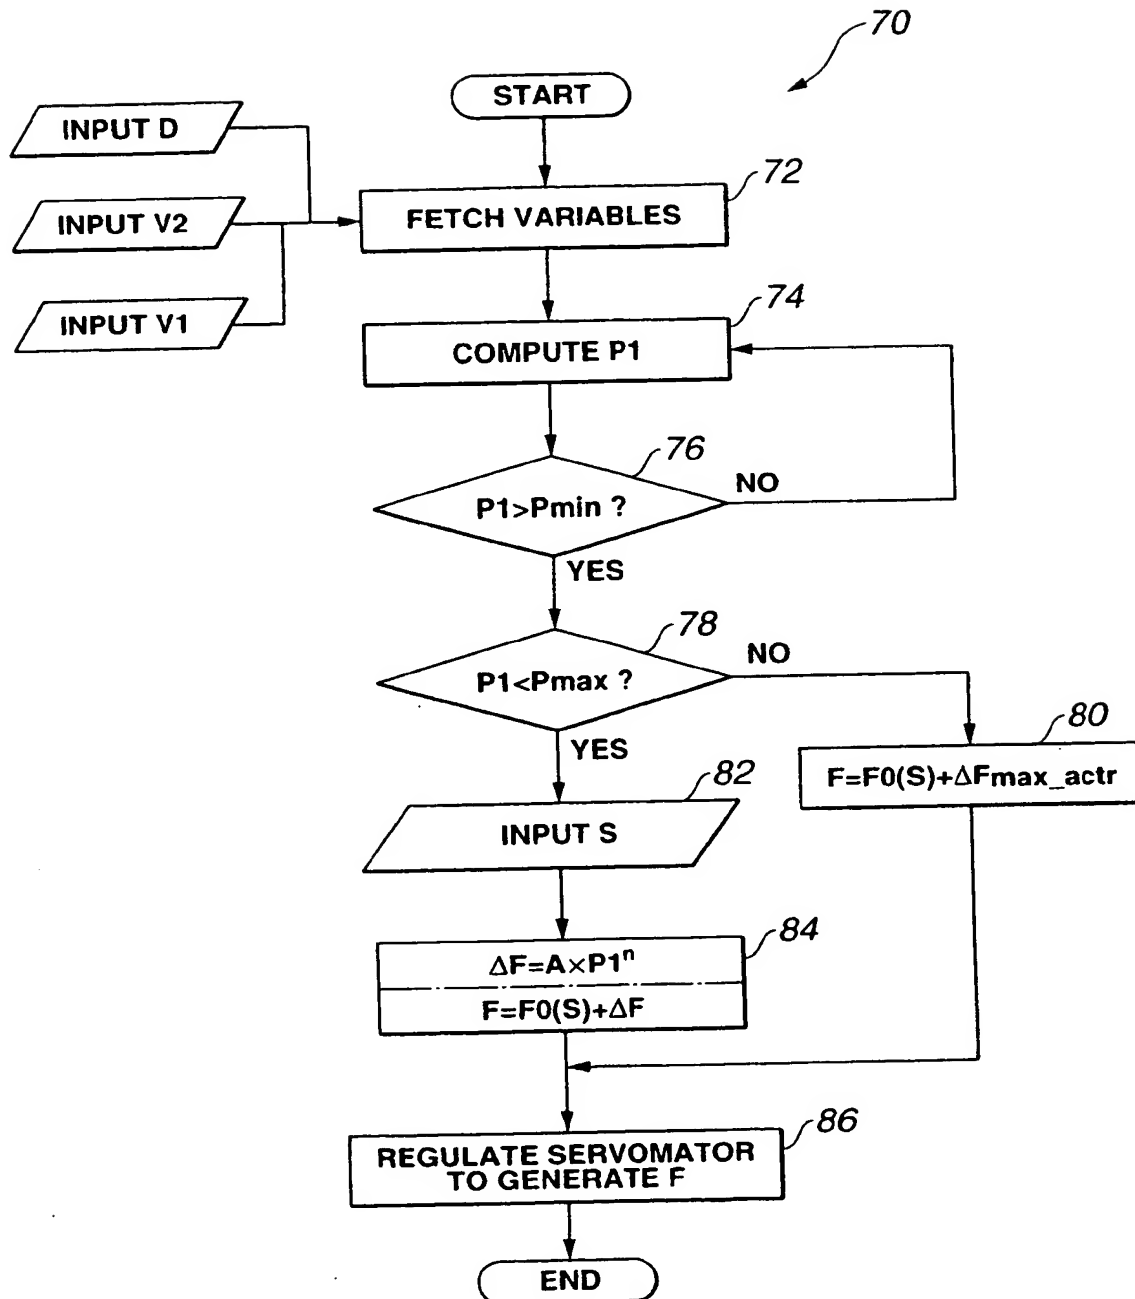 70
START
INPUT D
72
INPUT V2
FETCH VARIABLES
74
INPUT V1
COMPUTE P1
76
NO
P1>Pmin ?
YES
78
NO
P1<Pmax ?
80
YES
F=F0(S)+ΔFmax_actr
82
INPUT S
84
ΔF=A×P1ⁿ
F=F0(S)+ΔF
86
REGULATE SERVOMATOR
TO GENERATE F
END